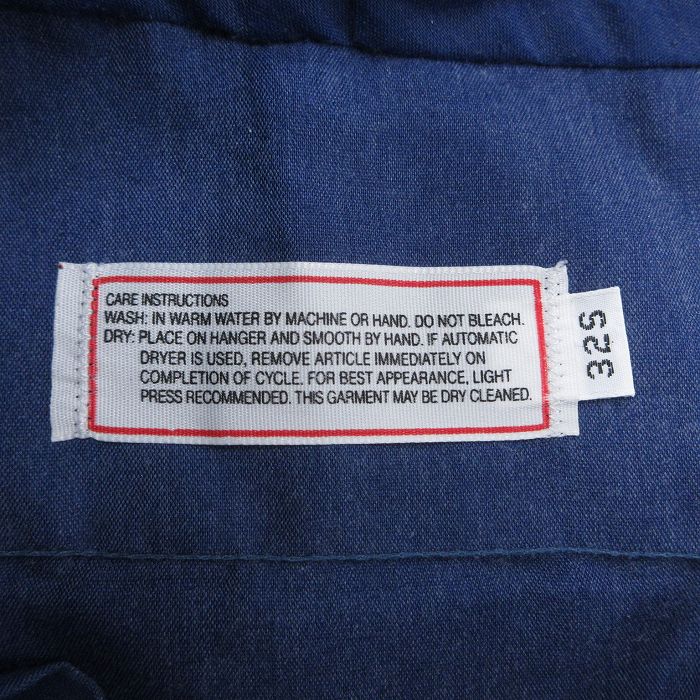 CARE INSTRUCTIONS
WASH: IN WARM WATER BY MACHINE OR HAND. DO NOT BLEACH.
DRY: PLACE ON HANGER AND SMOOTH BY HAND. IF AUTOMATIC
DRYER IS USED, REMOVE ARTICLE IMMEDIATELY ON
COMPLETION OF CYCLE. FOR BEST APPEARANCE, LIGHT
PRESS RECOMMENDED. THIS GARMENT MAY BE DRY CLEANED.
32S